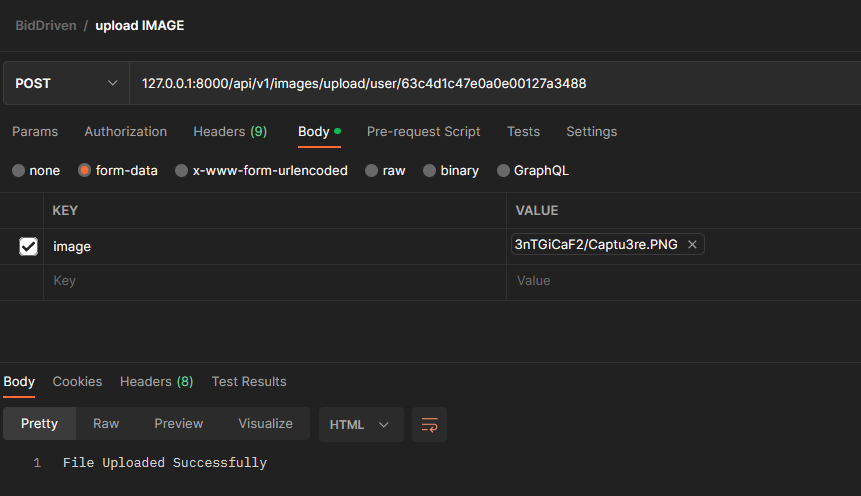 BidDriven / upload IMAGE
POST 127.0.0.1:8000/api/v1/images/upload/user/63c4d1c47e0a0e00127a3488
Params Authorization Headers (9) Body Pre-request Script Tests Settings
none form-data x-www-form-urlencoded raw binary GraphQL
KEY VALUE
image 3nTGiCaF2/Captu3re.PNG
Key Value
Body Cookies Headers (8) Test Results
Pretty Raw Preview Visualize HTML
1 File Uploaded Successfully